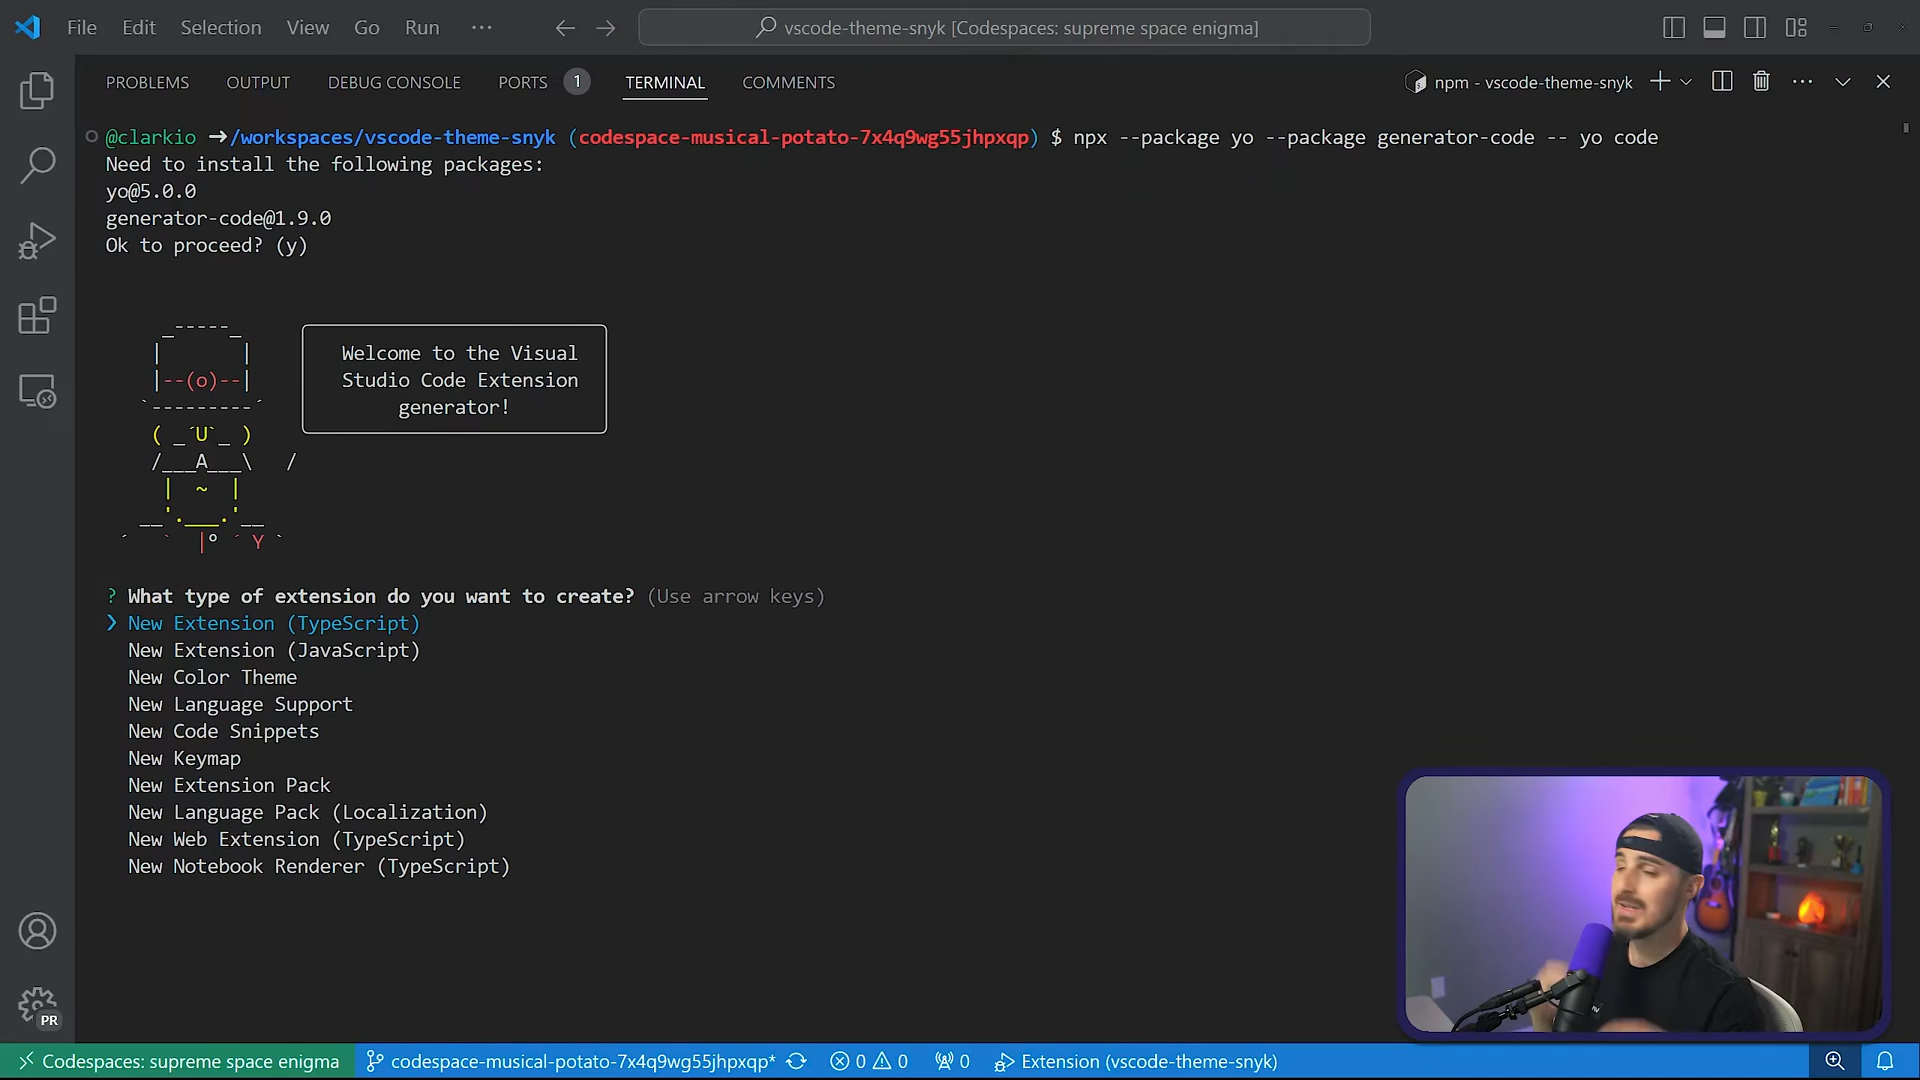 File Edit Selection View Go Run ···
vscode-theme-snyk [Codespaces: supreme space enigma]
PROBLEMS OUTPUT DEBUG CONSOLE PORTS 1 TERMINAL COMMENTS
npm - vscode-theme-snyk
@clarkio ➜/workspaces/vscode-theme-snyk (codespace-musical-potato-7x4q9wg55jhpxqp) $ npx --package yo --package generator-code -- yo code
Need to install the following packages:
yo@5.0.0
generator-code@1.9.0
Ok to proceed? (y)
     _-----_
    |       |
    |--(o)--|
   `---------´
    ( _´U`_ )
    /___A___\   /
     |  ~  |
   __'.___.'__
 ´   `  |° ´ Y `
Welcome to the Visual
Studio Code Extension
generator!
? What type of extension do you want to create? (Use arrow keys)
❯ New Extension (TypeScript)
New Extension (JavaScript)
New Color Theme
New Language Support
New Code Snippets
New Keymap
New Extension Pack
New Language Pack (Localization)
New Web Extension (TypeScript)
New Notebook Renderer (TypeScript)
PR
Codespaces: supreme space enigma codespace-musical-potato-7x4q9wg55jhpxqp* 0 0 0 Extension (vscode-theme-snyk)